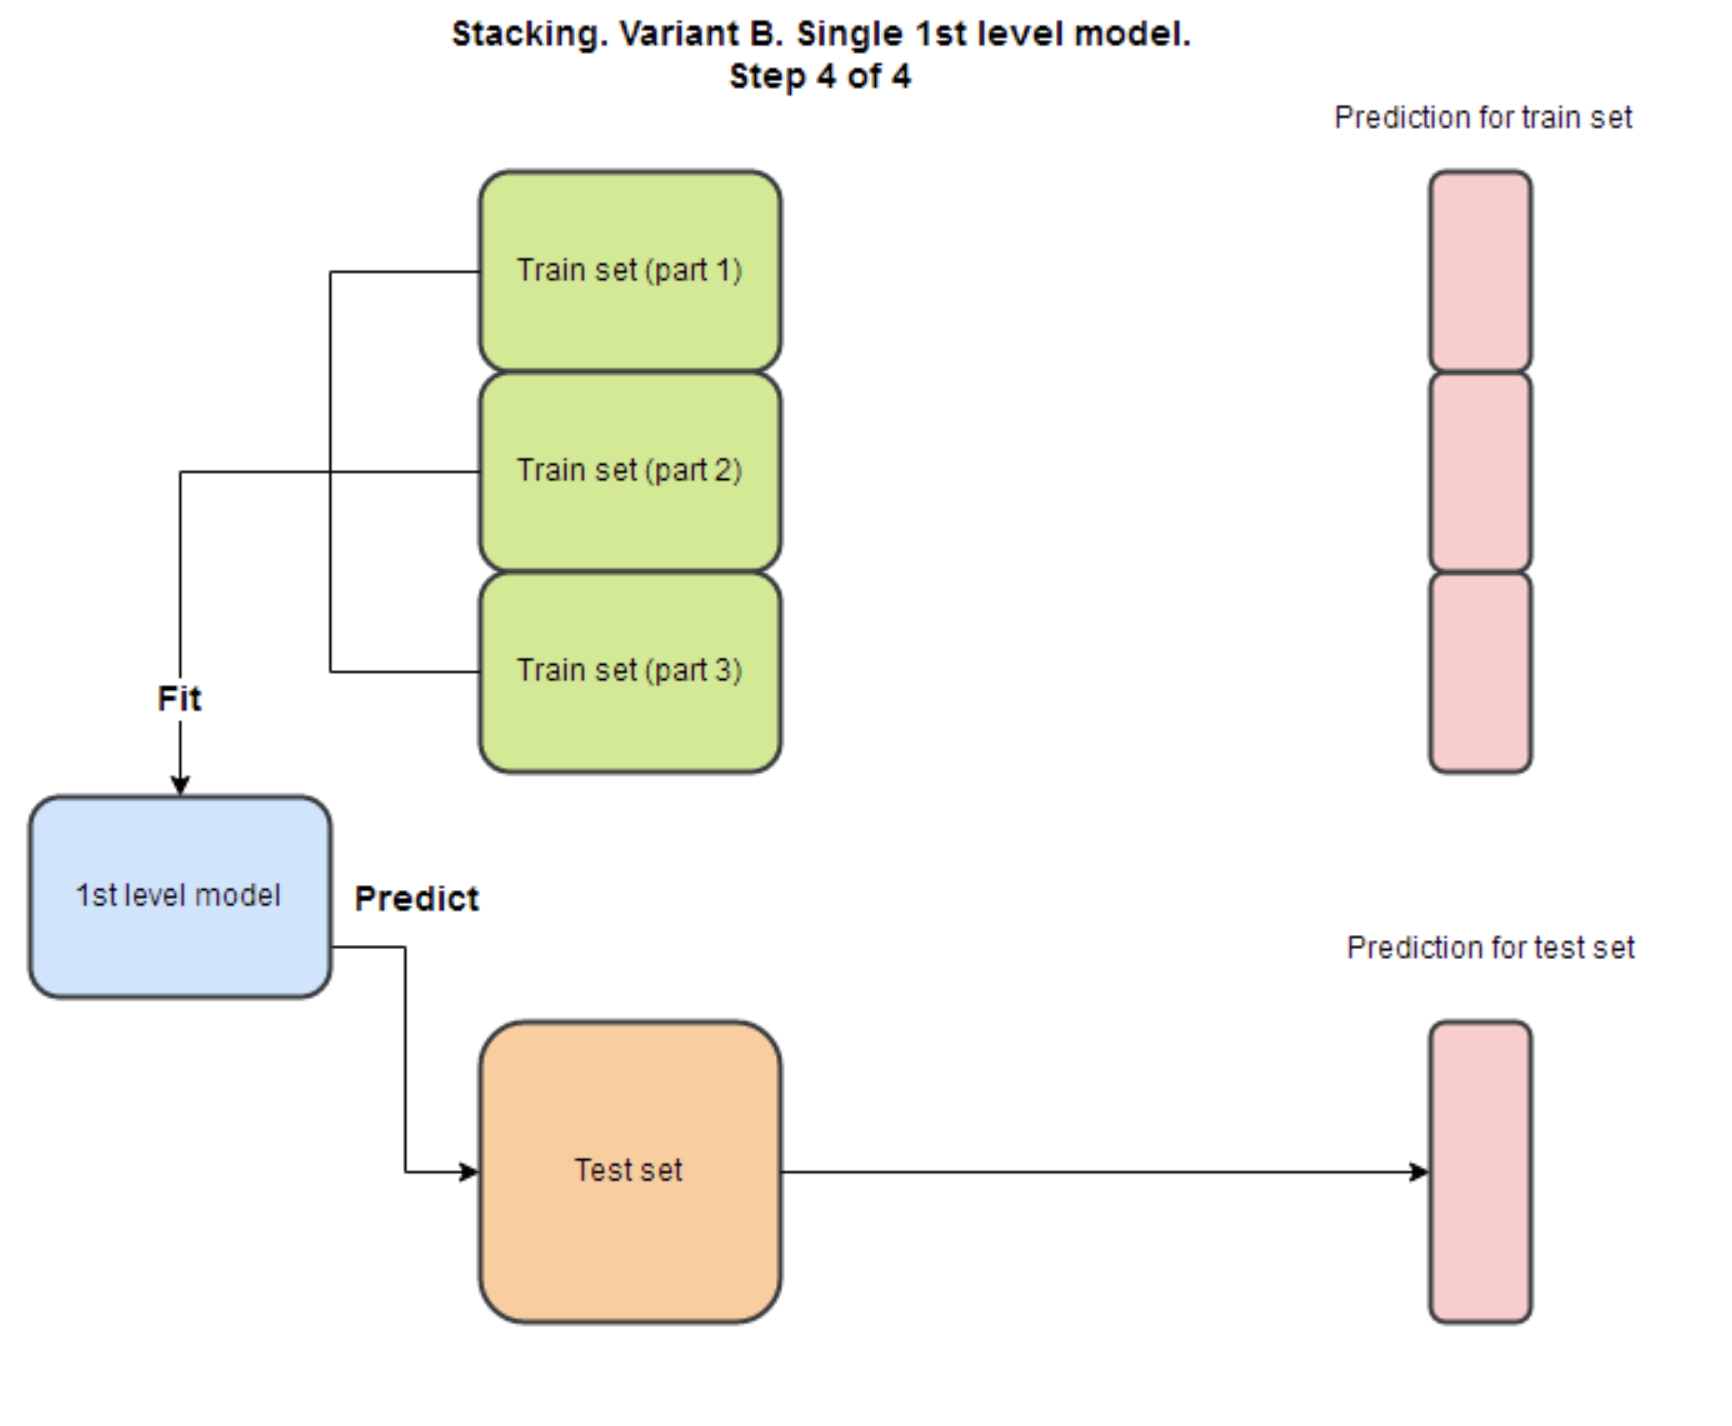 Stacking. Variant B. Single 1st level model.
Step 4 of 4
Prediction for train set
Train set (part 1)
Train set (part 2)
Train set (part 3)
Fit
1st level model
Predict
Prediction for test set
Test set